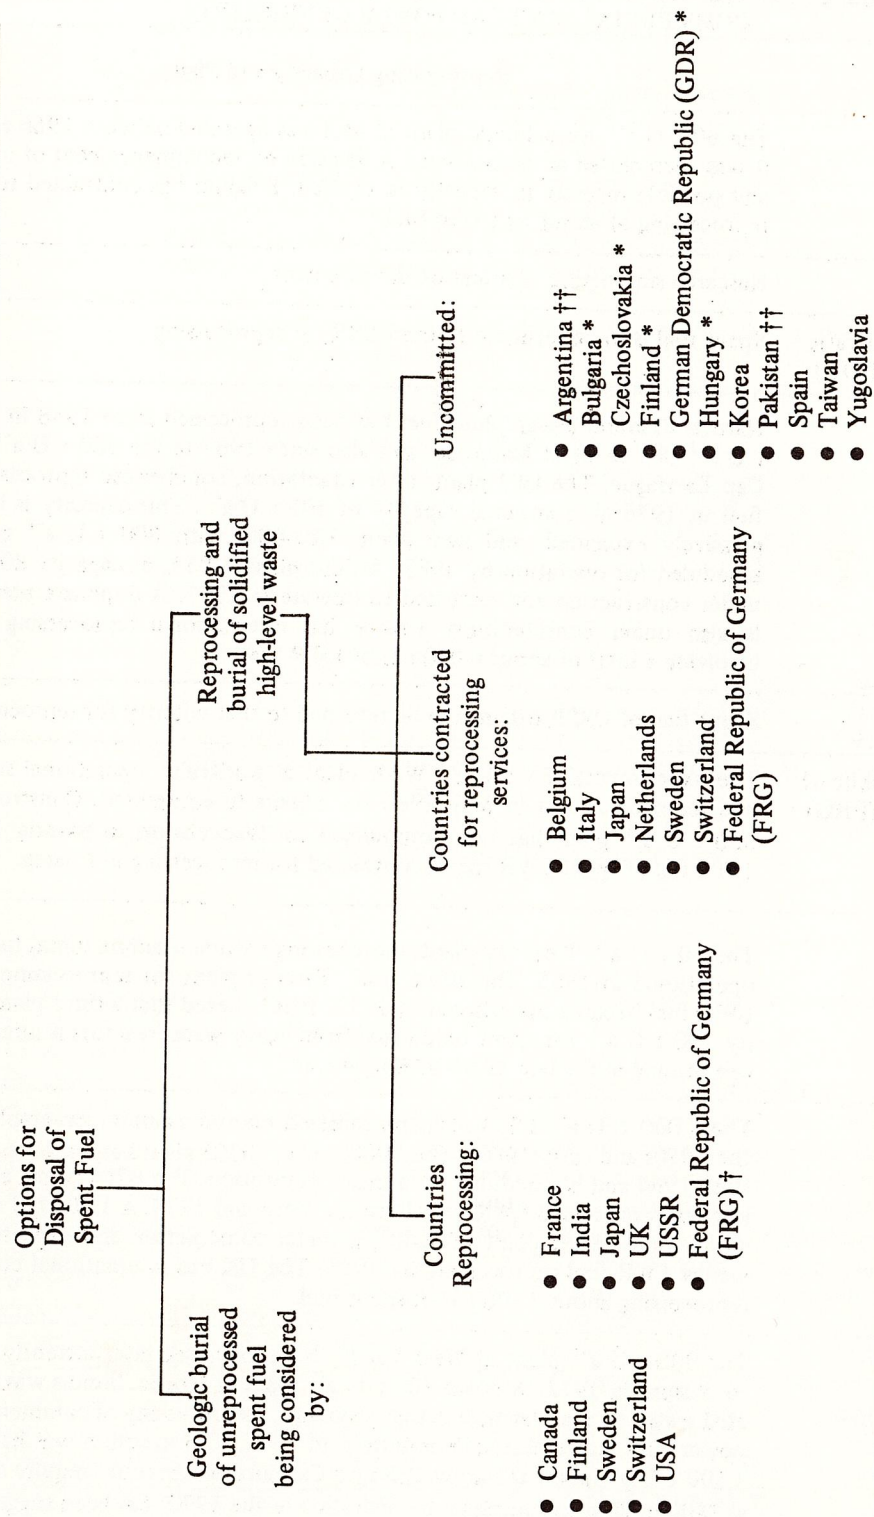 Options for
Disposal of
Spent Fuel
Geologic burial
of unreprocessed
spent fuel
being considered
by:
● Canada
● Finland
● Sweden
● Switzerland
● USA
Reprocessing and
burial of solidified
high-level waste
Countries
Reprocessing:
● France
● India
● Japan
● UK
● USSR
● Federal Republic of Germany
(FRG) †
Countries contracted
for reprocessing
services:
● Belgium
● Italy
● Japan
● Netherlands
● Sweden
● Switzerland
● Federal Republic of Germany
(FRG)
Uncommitted:
● Argentina ††
● Bulgaria *
● Czechoslovakia *
● Finland *
● German Democratic Republic (GDR) *
● Hungary *
● Korea
● Pakistan ††
● Spain
● Taiwan
● Yugoslavia